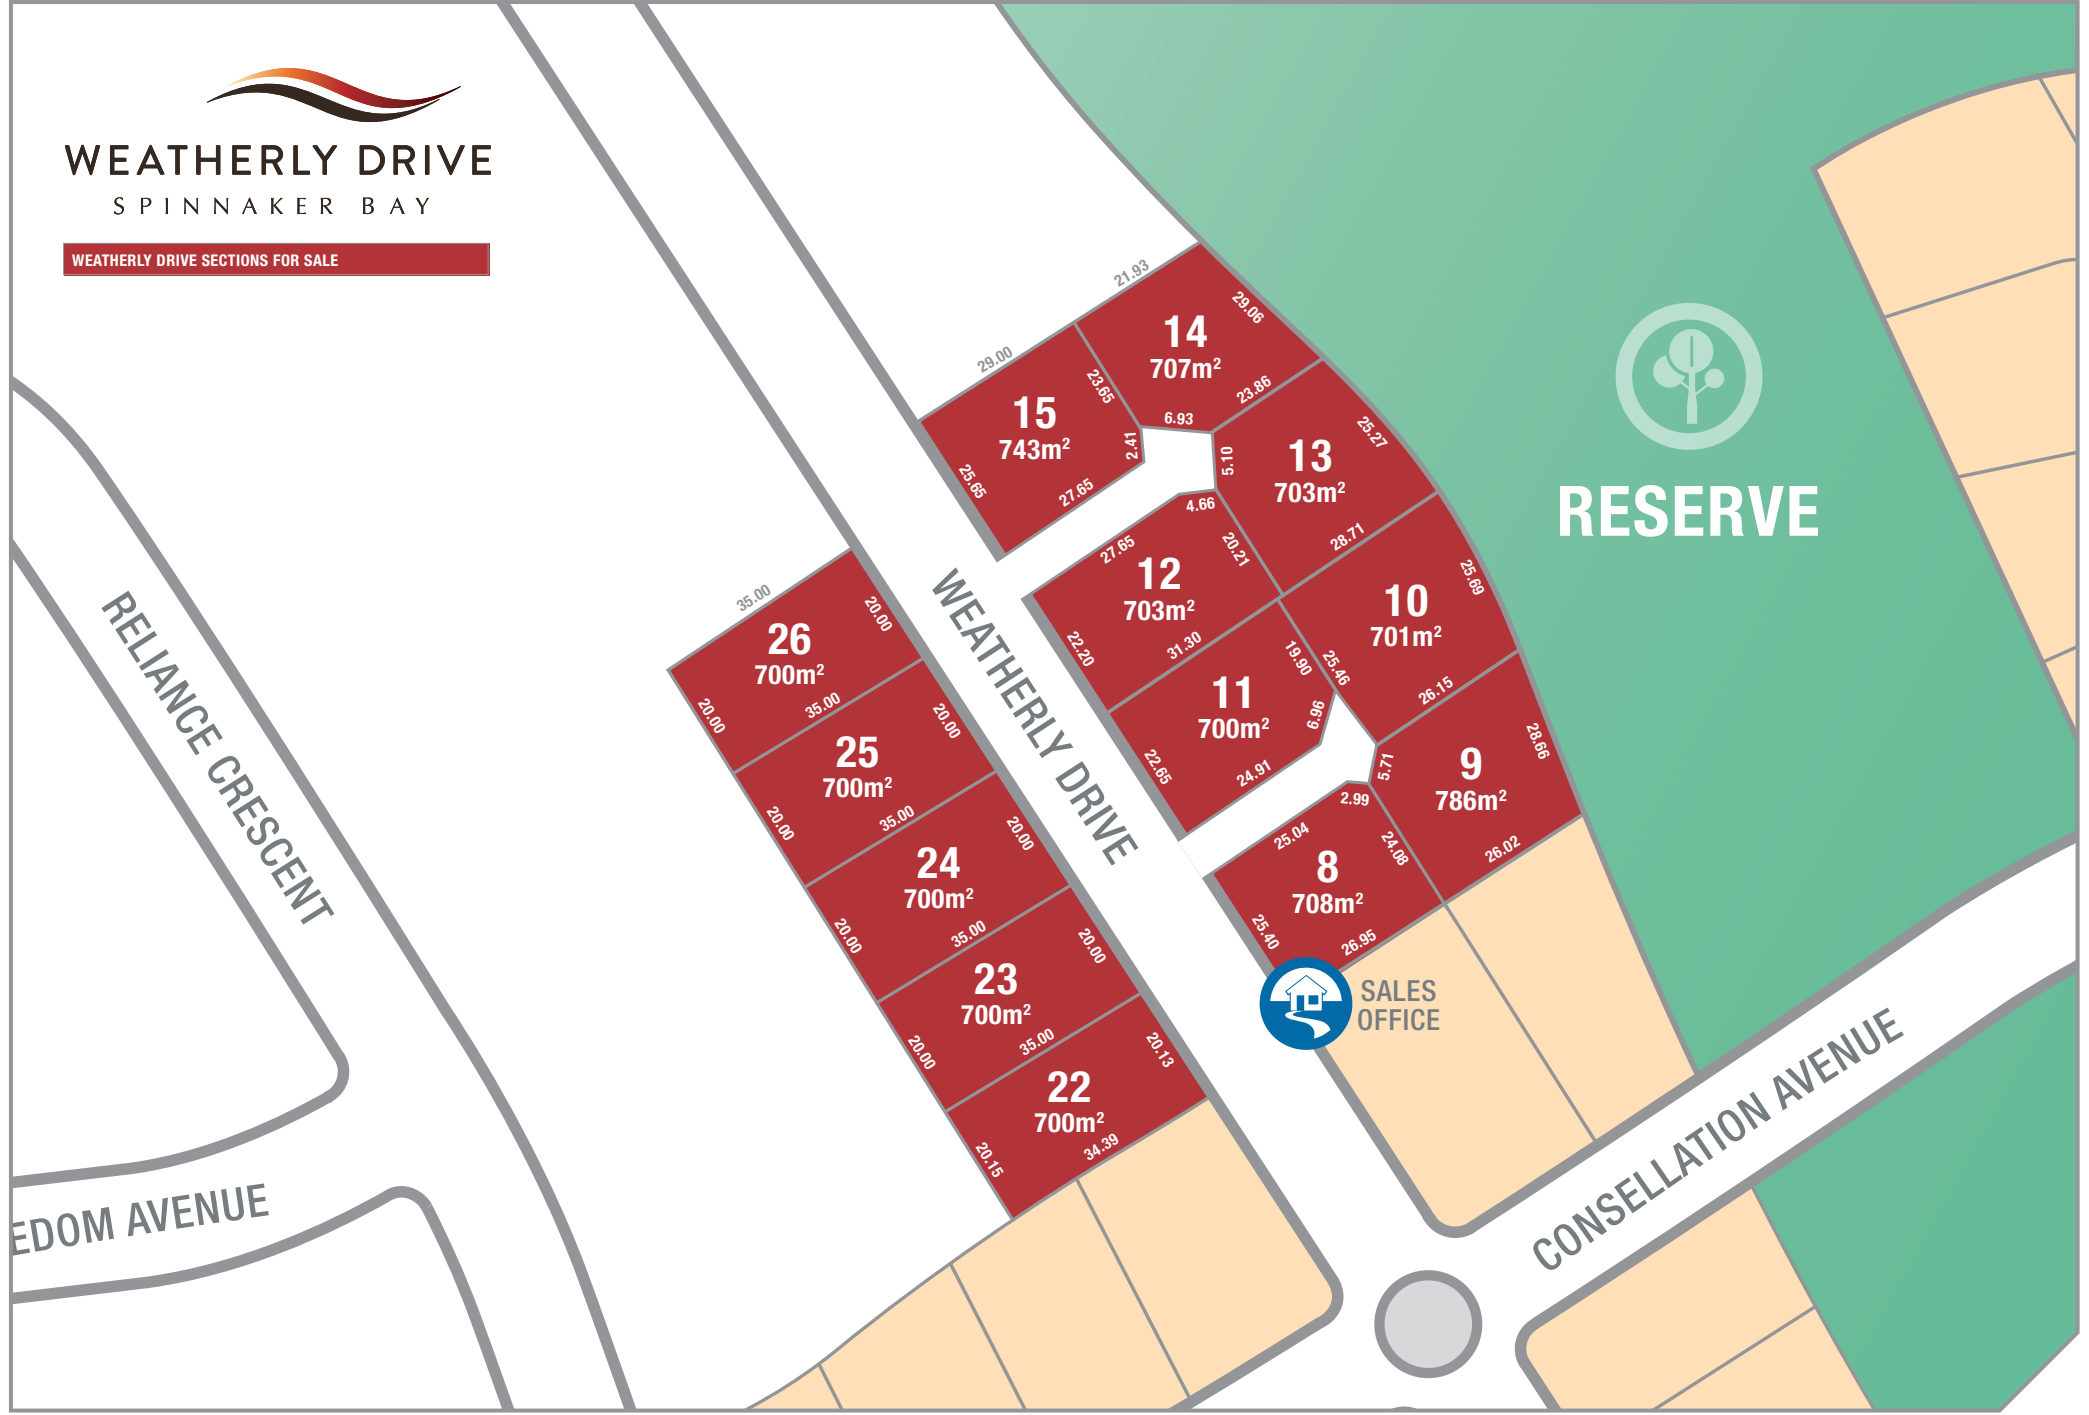 WEATHERLY DRIVE
SPINNAKER BAY
WEATHERLY DRIVE SECTIONS FOR SALE
21.93
29.06
14
707m²
29.00
23.65
23.86
6.93
15
743m²
2.41
25.65
27.65
25.27
13
703m²
5.10
28.71
4.66
27.65
20.21
12
703m²
22.20
31.30
25.69
10
701m²
19.90
25.46
26.15
11
700m²
6.96
22.65
24.91
28.66
9
786m²
5.71
2.99
25.04
24.08
26.02
8
708m²
25.40
26.95
RESERVE
35.00
26
700m²
20.00
20.00
35.00
25
700m²
20.00
20.00
35.00
24
700m²
20.00
20.00
35.00
23
700m²
20.00
20.00
35.00
22
700m²
20.13
20.15
34.39
WEATHERLY DRIVE
RELIANCE CRESCENT
SALES
OFFICE
CONSELLATION AVENUE
EDOM AVENUE